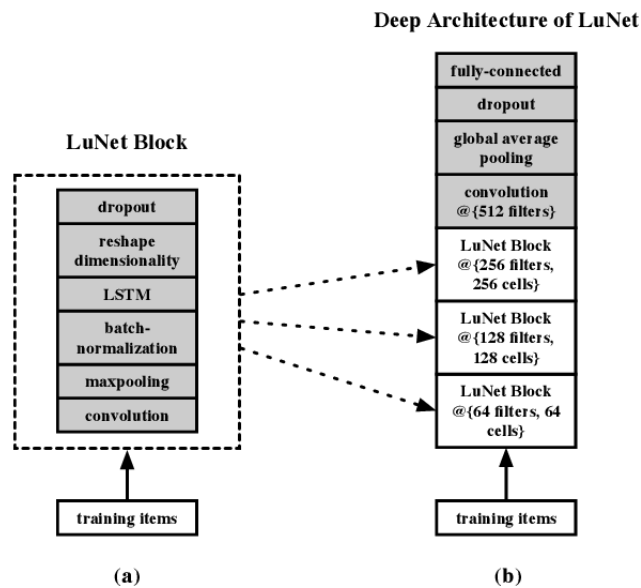 Deep Architecture of LuNet
fully-connected
dropout
global average
pooling
convolution
@{512 filters}
LuNet Block
@{256 filters,
256 cells}
LuNet Block
@{128 filters,
128 cells}
LuNet Block
@{64 filters, 64
cells}
training items
(b)
LuNet Block
dropout
reshape
dimensionality
LSTM
batch-
normalization
maxpooling
convolution
training items
(a)